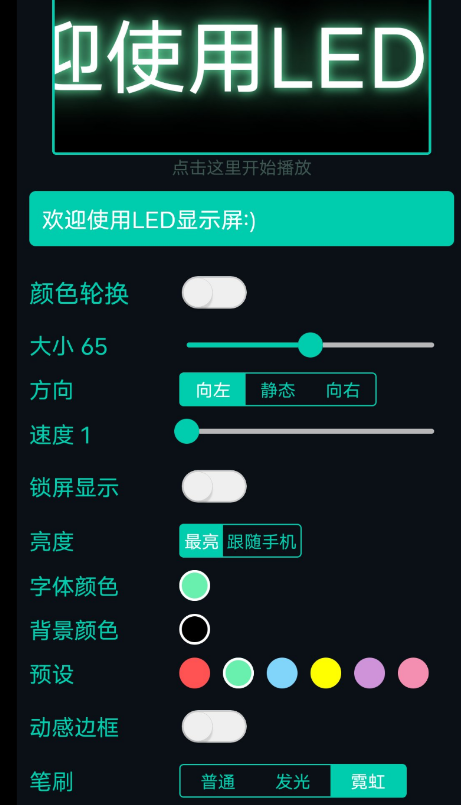 迎使用LED
点击这里开始播放
欢迎使用LED显示屏:)
颜色轮换
大小 65
方向 向左 静态 向右
速度 1
锁屏显示
亮度 最亮 跟随手机
字体颜色
背景颜色
预设
动感边框
笔刷 普通 发光 霓虹